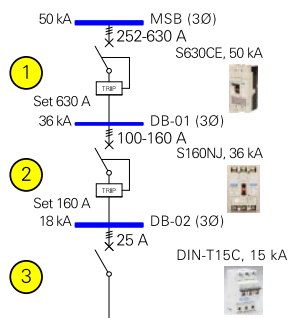 50 kA MSB (3Ø)
252-630 A
S630CE, 50 kA
1
TRIP
Set 630 A
36 kA DB-01 (3Ø)
100-160 A
S160NJ, 36 kA
2
TRIP
Set 160 A
18 kA DB-02 (3Ø)
25 A
DIN-T15C, 15 kA
3